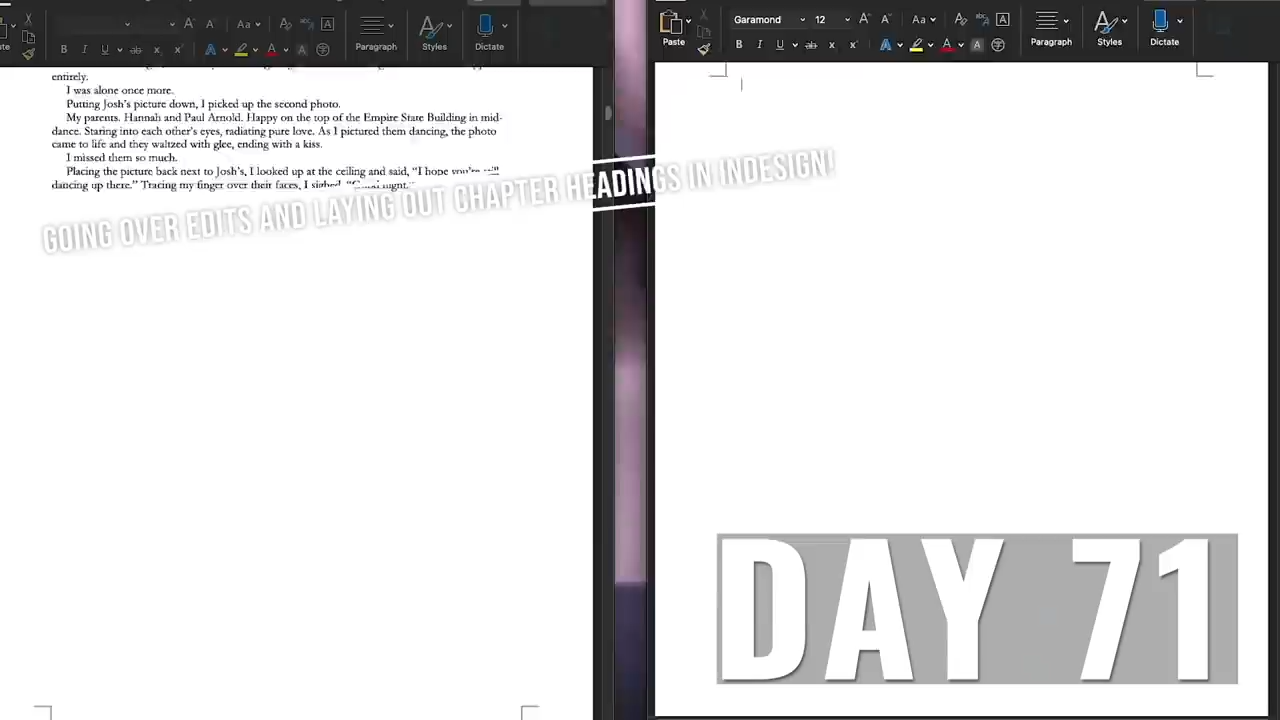 Paragraph
Styles
Dictate
entirely.
I was alone once more.
Putting Josh's picture down, I picked up the second photo.
My parents. Hannah and Paul Arnold. Happy on the top of the Empire State Building in mid-
dance. Staring into each other's eyes, radiating pure love. As I pictured them dancing, the photo
came to life and they waltzed with glee, ending with a kiss.
I missed them so much.
Placing the picture back next to Josh's, I looked up at the ceiling and said, “I hope you're still
dancing up there.” Tracing my finger over their faces, I sighed. “Good night.
GOING OVER EDITS AND LAYING OUT CHAPTER HEADINGS IN INDESIGN!
Paste
Garamond
12
Paragraph
Styles
Dictate
DAY 71